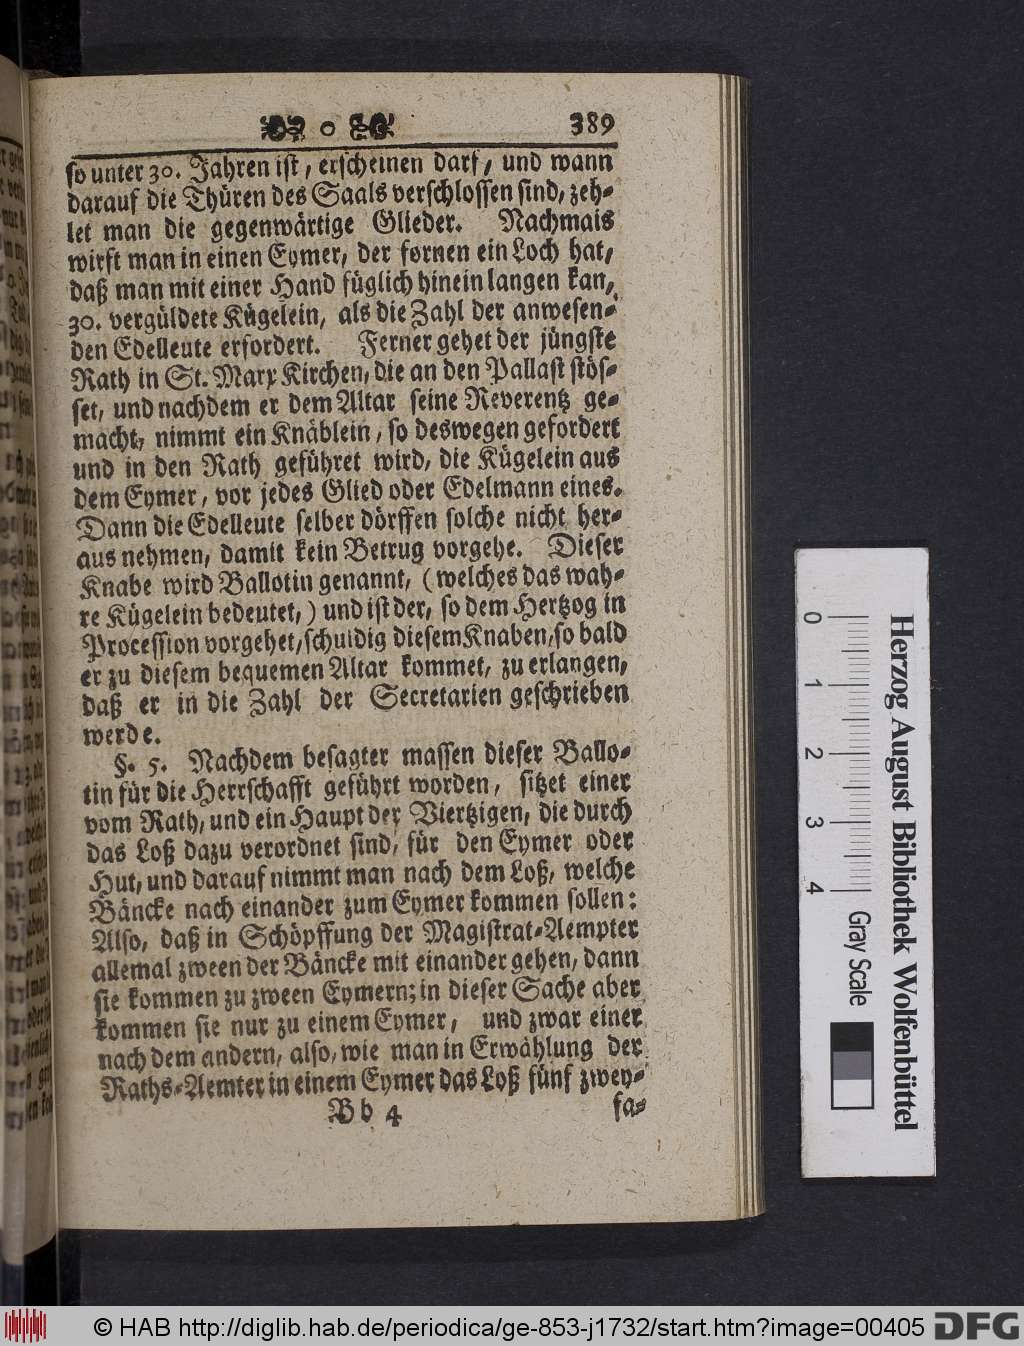 389
so unter 30. Jahren ist, erscheinen darf, und wann
darauf die Thüren des Saals verschlossen sind, zeh-
let man die gegenwärtige Glieder. Nachmals
wirft man in einen Eymer, der fornen ein Loch hat,
daß man mit einer Hand füglich hinein langen kan,
30. vergüldete Kügelein, als die Zahl der anwesen-
den Edelleute erfordert. Ferner gehet der jüngste
Rath in St. Marx Kirchen, die an den Pallast stös-
set, und nachdem er dem Altar seine Reverentz ge-
macht, nimmt ein Knäblein, so deswegen gefordert
und in den Rath geführet wird, die Kügelein aus
dem Eymer, vor jedes Glied oder Edelmann eines.
Dann die Edelleute selber dörffen solche nicht her-
aus nehmen, damit kein Betrug vorgehe. Dieser
Knabe wird Ballotin genannt, (welches das wah-
re Kügelein bedeutet,) und ist der, so dem Hertzog in
Procession vorgehet, schuldig diesem Knaben, so bald
er zu diesem bequemen Altar kommet, zu erlangen,
daß er in die Zahl der Secretarien geschrieben
werde.
§. 5. Nachdem besagter massen dieser Ballo-
tin für die Herrschafft geführt worden, sitzet einer
vom Rath, und ein Haupt der Viertzigen, die durch
das Loß dazu verordnet sind, für den Eymer oder
Hut, und darauf nimmt man nach dem Loß, welche
Bäncke nach einander zum Eymer kommen sollen:
Also, daß in Schöpffung der Magistrat-Aempter
allemal zween der Bäncke mit einander gehen, dann
sie kommen zu zween Eymern; in dieser Sache aber
kommen sie nur zu einem Eymer, und zwar einer
nach dem andern, also, wie man in Erwählung der
Raths-Aemter in einem Eymer das Loß fünf zwey-
Bb 4 fa-
0 1 2 3 4
Gray Scale
Herzog August Bibliothek Wolfenbüttel
© HAB http://diglib.hab.de/periodica/ge-853-j1732/start.htm?image=00405
DFG